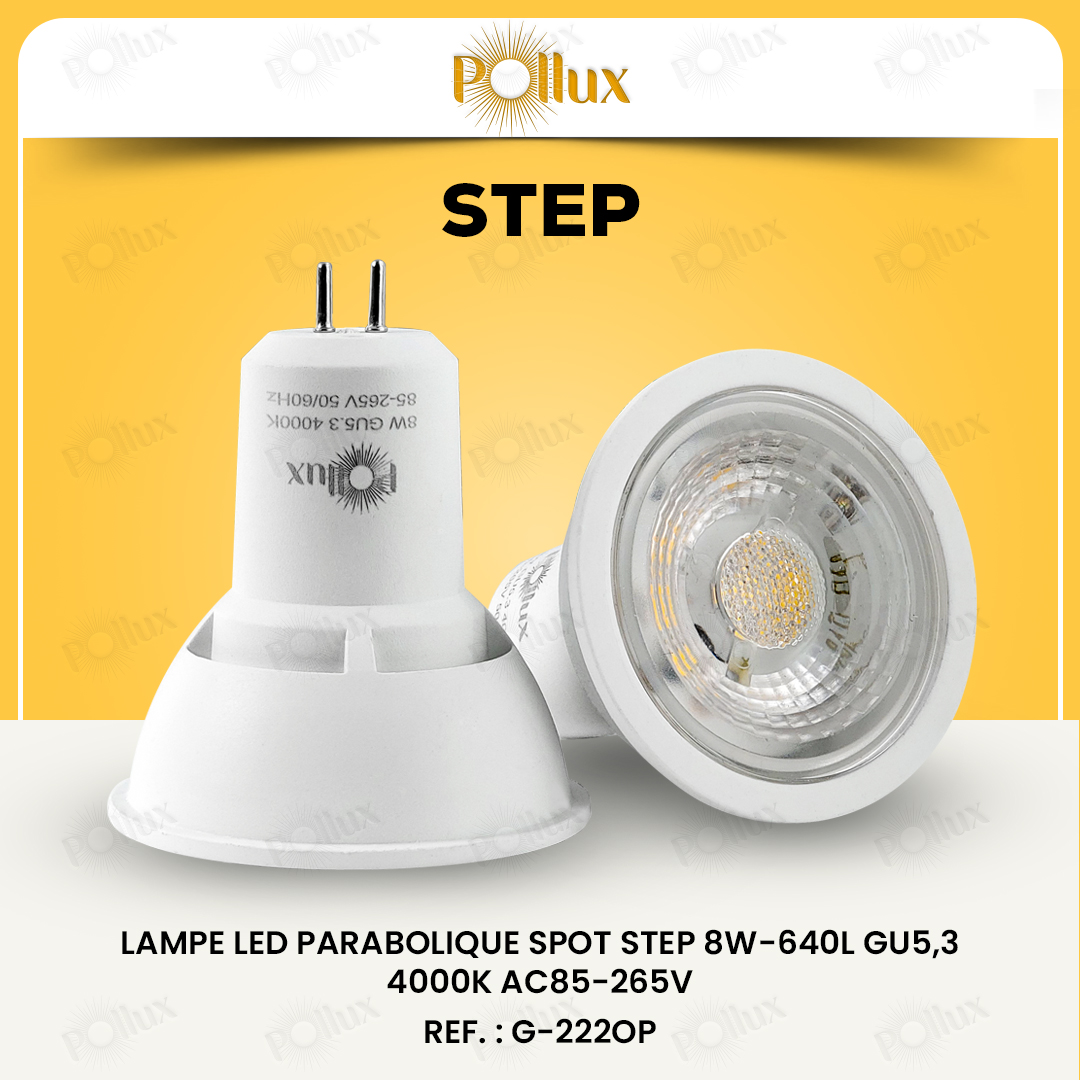 Pollux
STEP
85-265V 50/60Hz
8W GU5.3 4000K
Pollux
LAMPE LED PARABOLIQUE SPOT STEP 8W-640L GU5,3
4000K AC85-265V
REF. : G-222OP